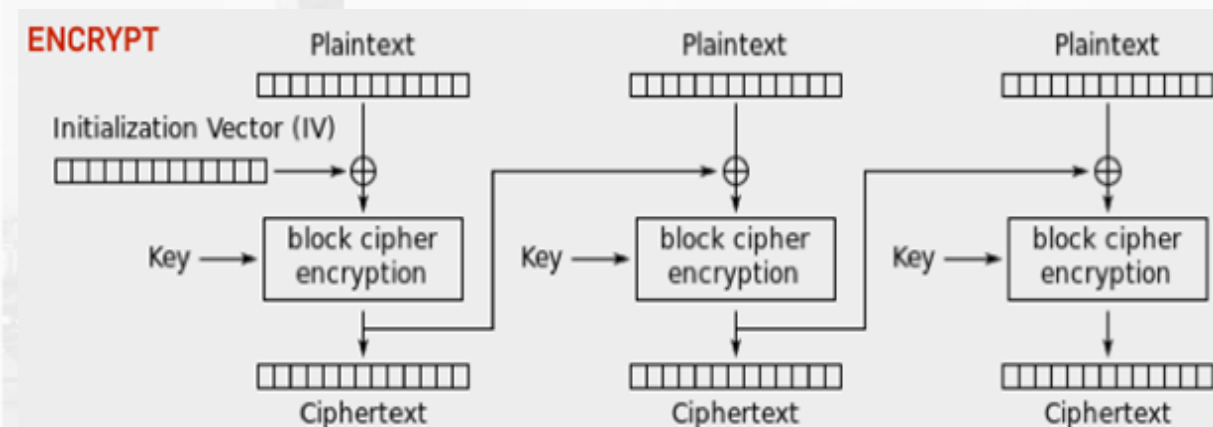 ENCRYPT
Plaintext
Plaintext
Plaintext
Initialization Vector (IV)
Key
block cipher
encryption
Key
block cipher
encryption
Key
block cipher
encryption
Ciphertext
Ciphertext
Ciphertext